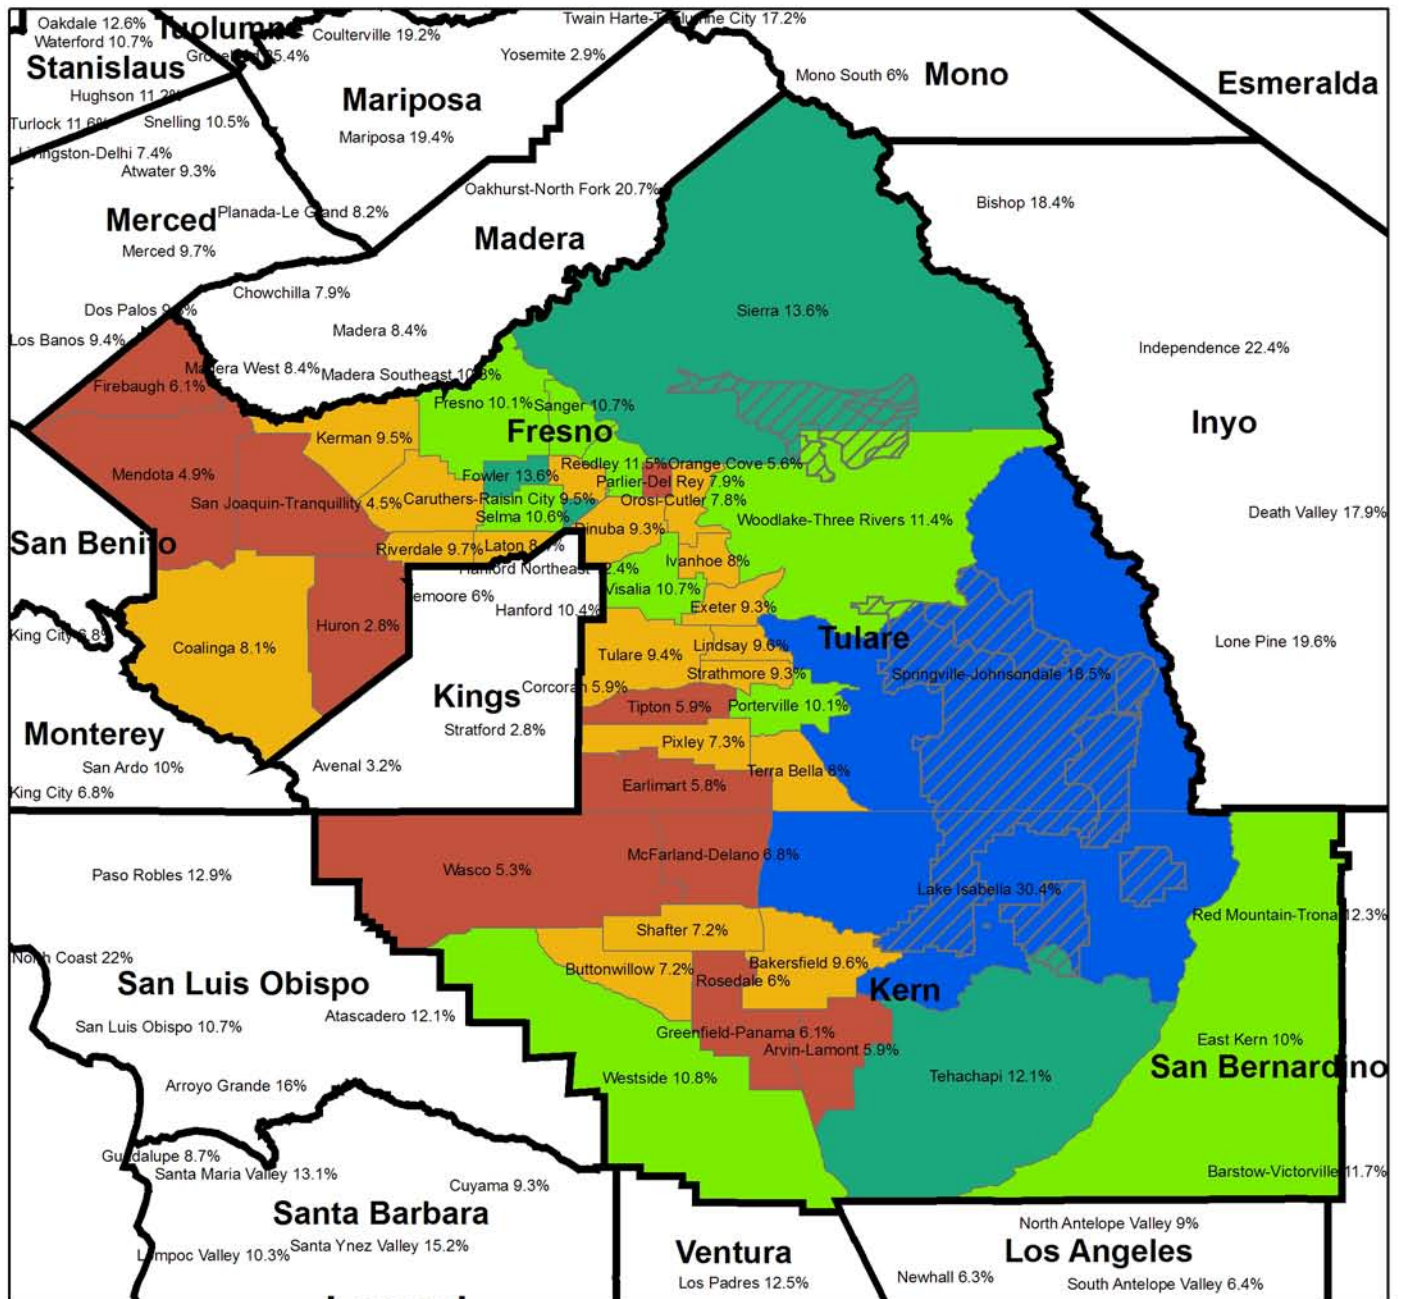 Oakdale 12.6%
Tuolumne
Twain Harte-Tuolumne City 17.2%
Waterford 10.7%
Coulterville 19.2%
Yosemite 2.9%
Stanislaus
Mono South 6%
Mono
Esmeralda
Hughson 11.2%
Mariposa
Turlock 11.6%
Snelling 10.5%
Mariposa 19.4%
Livingston-Delhi 7.4%
Atwater 9.3%
Oakhurst-North Fork 20.7%
Bishop 18.4%
Merced
Planada-Le Grand 8.2%
Madera
Merced 9.7%
Chowchilla 7.9%
Dos Palos
Sierra 13.6%
Los Banos 9.4%
Madera 8.4%
Independence 22.4%
Madera West 8.4%
Madera Southeast 10.8%
Firebaugh 6.1%
Fresno 10.1%
Sanger 10.7%
Inyo
Kerman 9.5%
Fresno
Mendota 4.9%
Fowler 13.6%
Reedley 11.5%
Orange Cove 5.6%
Parlier-Del Rey 7.9%
San Joaquin-Tranquillity 4.5%
Caruthers-Raisin City 9.5%
Orosi-Cutler 7.8%
Selma 10.6%
Woodlake-Three Rivers 11.4%
Death Valley 17.9%
San Benito
Dinuba 9.3%
Riverdale 9.7%
Laton
Ivanhoe 8%
Hanford Northeast
2.4%
Visalia 10.7%
emoore 6%
Hanford 10.4%
Exeter 9.3%
King City 6.8%
Huron 2.8%
Coalinga 8.1%
Tulare
Lone Pine 19.6%
Tulare 9.4%
Lindsay 9.6%
Strathmore 9.3%
Springville-Johnsondale 18.5%
Corcoran 5.9%
Kings
Tipton 5.9%
Porterville 10.1%
Stratford 2.8%
Monterey
Pixley 7.3%
San Ardo 10%
Avenal 3.2%
Terra Bella 8%
King City 6.8%
Earlimart 5.8%
McFarland-Delano 6.8%
Paso Robles 12.9%
Wasco 5.3%
Lake Isabella 30.4%
Red Mountain-Trona 12.3%
Shafter 7.2%
North Coast 22%
San Luis Obispo
Buttonwillow 7.2%
Bakersfield 9.6%
Rosedale 6%
Kern
Atascadero 12.1%
San Luis Obispo 10.7%
Greenfield-Panama 6.1%
Arvin-Lamont 5.9%
East Kern 10%
San Bernardino
Arroyo Grande 16%
Westside 10.8%
Tehachapi 12.1%
Guadalupe 8.7%
Santa Maria Valley 13.1%
Cuyama 9.3%
Barstow-Victorville 11.7%
Santa Barbara
North Antelope Valley 9%
Lompoc Valley 10.3%
Santa Ynez Valley 15.2%
Ventura
Los Angeles
Los Padres 12.5%
Newhall 6.3%
South Antelope Valley 6.4%